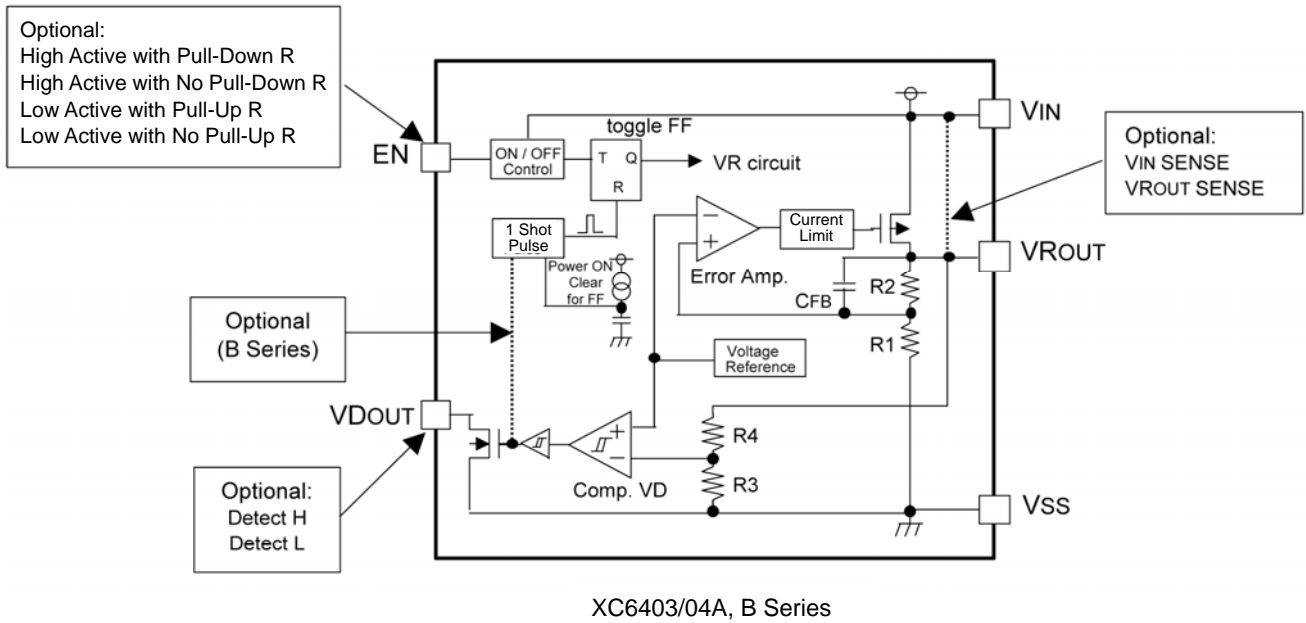 Optional:
High Active with Pull-Down R
High Active with No Pull-Down R
Low Active with Pull-Up R
Low Active with No Pull-Up R
EN
ON / OFF
Control
toggle FF
T Q
R
VR circuit
1 Shot
Pulse
Power ON
Clear
for FF
Error Amp.
Current
Limit
CFB
R2
R1
VIN
VROUT
VSS
Optional:
VIN SENSE
VROUT SENSE
Optional
(B Series)
Voltage
Reference
VDOUT
Comp. VD
R4
R3
Optional:
Detect H
Detect L
XC6403/04A, B Series